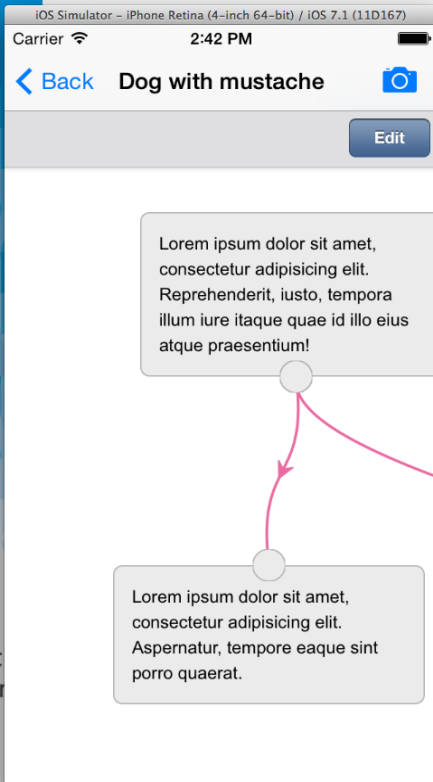 iOS Simulator – iPhone Retina (4-inch 64-bit) / iOS 7.1 (11D167)
Carrier 2:42 PM
Back Dog with mustache
Edit
Lorem ipsum dolor sit amet,
consectetur adipisicing elit.
Reprehenderit, iusto, tempora
illum iure itaque quae id illo eius
atque praesentium!
Lorem ipsum dolor sit amet,
consectetur adipisicing elit.
Aspernatur, tempore eaque sint
porro quaerat.